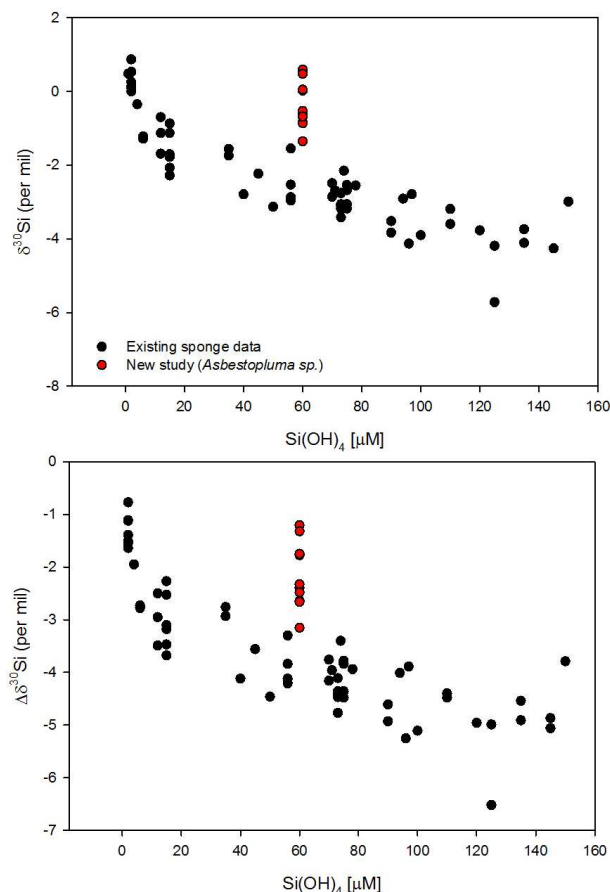 2
0
-2
-4
-6
-8
δ³⁰Si (per mil)
Existing sponge data
New study (Asbestopluma sp.)
0 20 40 60 80 100 120 140 160
Si(OH)₄ [μM]
0
-1
-2
-3
-4
-5
-6
-7
Δδ³⁰Si (per mil)
0 20 40 60 80 100 120 140 160
Si(OH)₄ [μM]